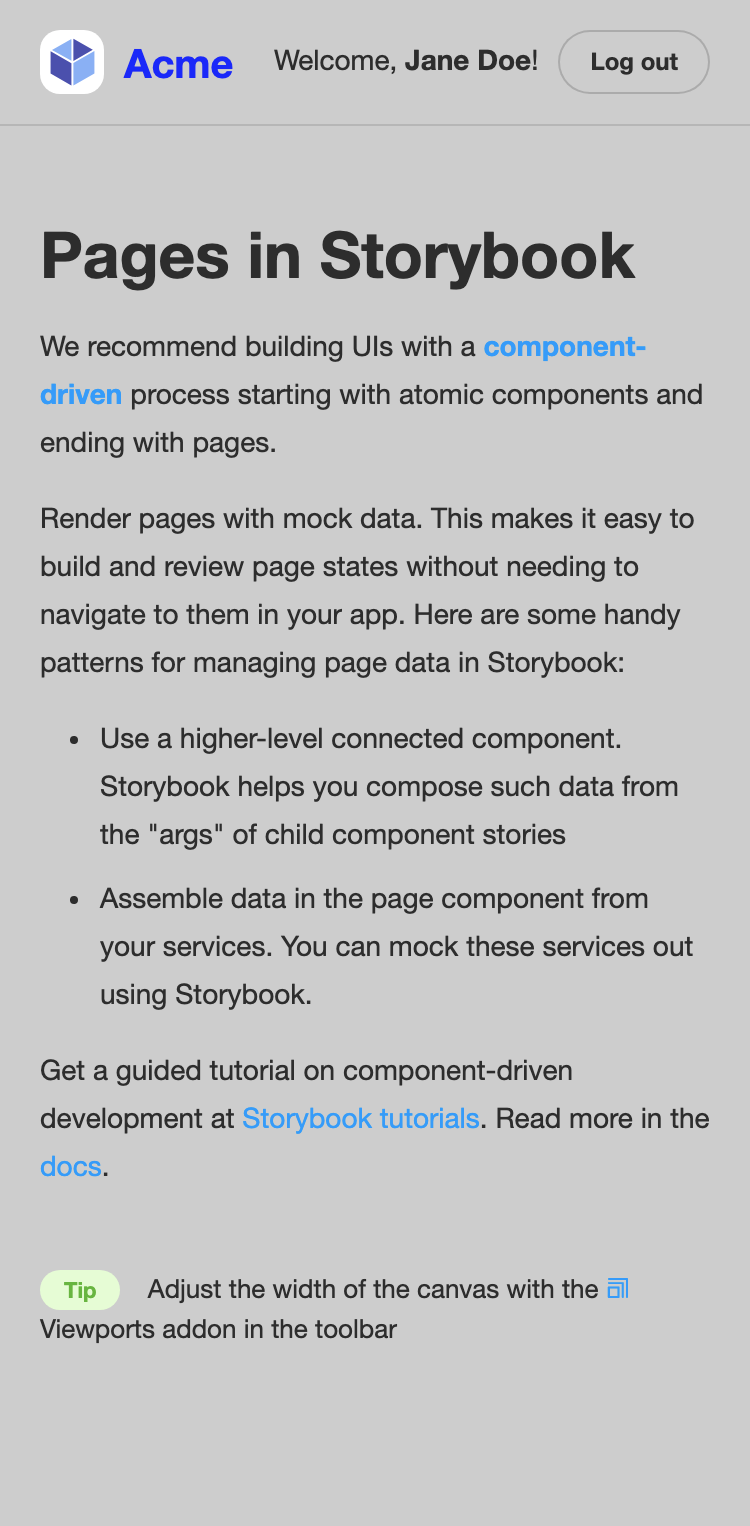 Acme Welcome, Jane Doe! Log out
Pages in Storybook
We recommend building UIs with a component-
driven process starting with atomic components and
ending with pages.
Render pages with mock data. This makes it easy to
build and review page states without needing to
navigate to them in your app. Here are some handy
patterns for managing page data in Storybook:
• Use a higher-level connected component.
Storybook helps you compose such data from
the "args" of child component stories
• Assemble data in the page component from
your services. You can mock these services out
using Storybook.
Get a guided tutorial on component-driven
development at Storybook tutorials. Read more in the
docs.
Tip Adjust the width of the canvas with the
Viewports addon in the toolbar